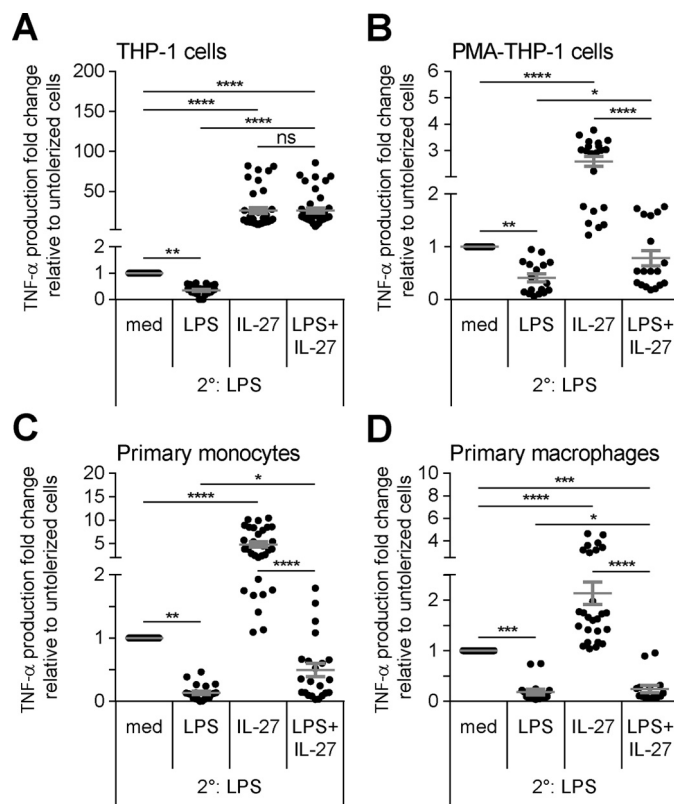 A
THP-1 cells
TNF-α production fold change
relative to untolerized cells
200
150
100
50
2
1
0
****
****
****
ns
**
med LPS IL-27 LPS+
IL-27
2°: LPS
B
PMA-THP-1 cells
TNF-α production fold change
relative to untolerized cells
6
5
4
3
2
1
0
****
*
****
**
med LPS IL-27 LPS+
IL-27
2°: LPS
C
Primary monocytes
TNF-α production fold change
relative to untolerized cells
20
15
10
5
2
1
0
*
****
****
**
med LPS IL-27 LPS+
IL-27
2°: LPS
D
Primary macrophages
TNF-α production fold change
relative to untolerized cells
10
8
6
4
2
1
0
***
****
*
****
***
med LPS IL-27 LPS+
IL-27
2°: LPS